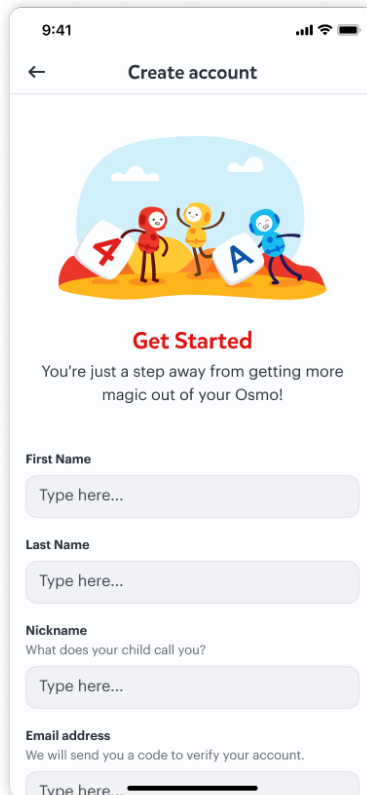 9:41
Create account
A
A
Get Started
You're just a step away from getting more
magic out of your Osmo!
First Name
Type here...
Last Name
Type here...
Nickname
What does your child call you?
Type here...
Email address
We will send you a code to verify your account.
Type here...